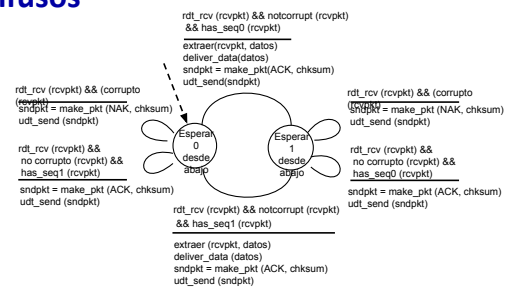 rdt_rcv (rcvpkt) && notcorrupt (rcvpkt)
&& has_seq0 (rcvpkt)
extraer(rcvpkt, datos)
deliver_data(datos)
sndpkt = make_pkt(ACK, chksum)
udt_send(sndpkt)
rdt_rcv (rcvpkt) && (corrupto
(rcvpkt)
sndpkt = make_pkt (NAK, chksum)
udt_send (sndpkt)
rdt_rcv (rcvpkt) &&
no corrupto (rcvpkt) &&
has_seq1 (rcvpkt)
sndpkt = make_pkt (ACK, chksum)
udt_send (sndpkt)
Esperar
0
desde
abajo
Esperar
1
desde
abajo
rdt_rcv (rcvpkt) && (corrupto
(rcvpkt)
sndpkt = make_pkt (NAK, chksum)
udt_send (sndpkt)
rdt_rcv (rcvpkt) &&
no corrupto (rcvpkt) &&
has_seq0 (rcvpkt)
sndpkt = make_pkt (ACK, chksum)
udt_send (sndpkt)
rdt_rcv (rcvpkt) && notcorrupt (rcvpkt)
&& has_seq1 (rcvpkt)
extraer (rcvpkt, datos)
deliver_data (datos)
sndpkt = make_pkt (ACK, chksum)
udt_send (sndpkt)